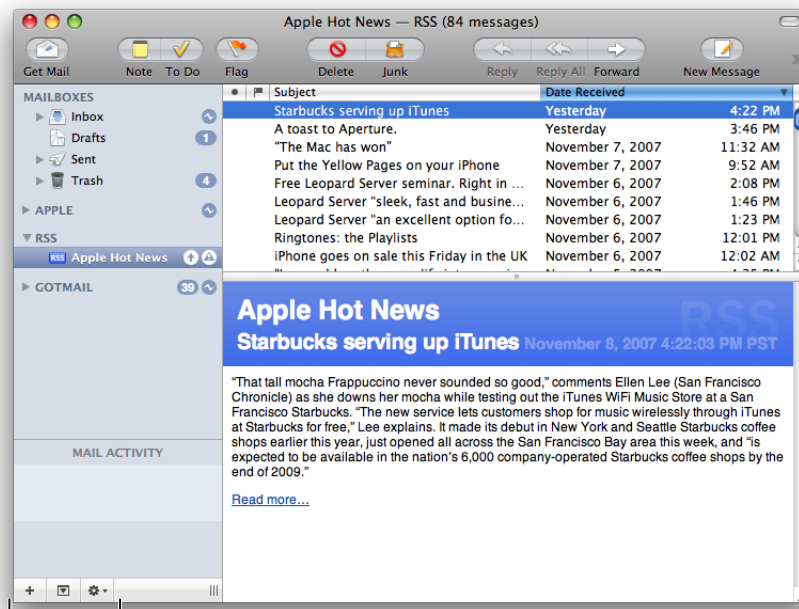 Apple Hot News — RSS (84 messages)
Get Mail Note To Do Flag Delete Junk Reply Reply All Forward New Message
MAILBOXES
Inbox
Drafts 1
Sent
Trash 4
APPLE
RSS
RSS Apple Hot News
GOTMAIL 39
MAIL ACTIVITY
Subject Date Received
Starbucks serving up iTunes Yesterday 4:22 PM
A toast to Aperture. Yesterday 3:46 PM
"The Mac has won" November 7, 2007 11:32 AM
Put the Yellow Pages on your iPhone November 7, 2007 9:52 AM
Free Leopard Server seminar. Right in ... November 6, 2007 2:08 PM
Leopard Server "sleek, fast and busine... November 6, 2007 1:46 PM
Leopard Server "an excellent option fo... November 6, 2007 1:23 PM
Ringtones: the Playlists November 6, 2007 12:01 PM
iPhone goes on sale this Friday in the UK November 6, 2007 12:02 AM
Apple Hot News
RSS
Starbucks serving up iTunes November 8, 2007 4:22:03 PM PST
“That tall mocha Frappuccino never sounded so good,” comments Ellen Lee (San Francisco
Chronicle) as she downs her mocha while testing out the iTunes WiFi Music Store at a San
Francisco Starbucks. “The new service lets customers shop for music wirelessly through iTunes
at Starbucks for free,” Lee explains. It made its debut in New York and Seattle Starbucks coffee
shops earlier this year, just opened all across the San Francisco Bay area this week, and “is
expected to be available in the nation’s 6,000 company-operated Starbucks coffee shops by the
end of 2009.”
Read more…